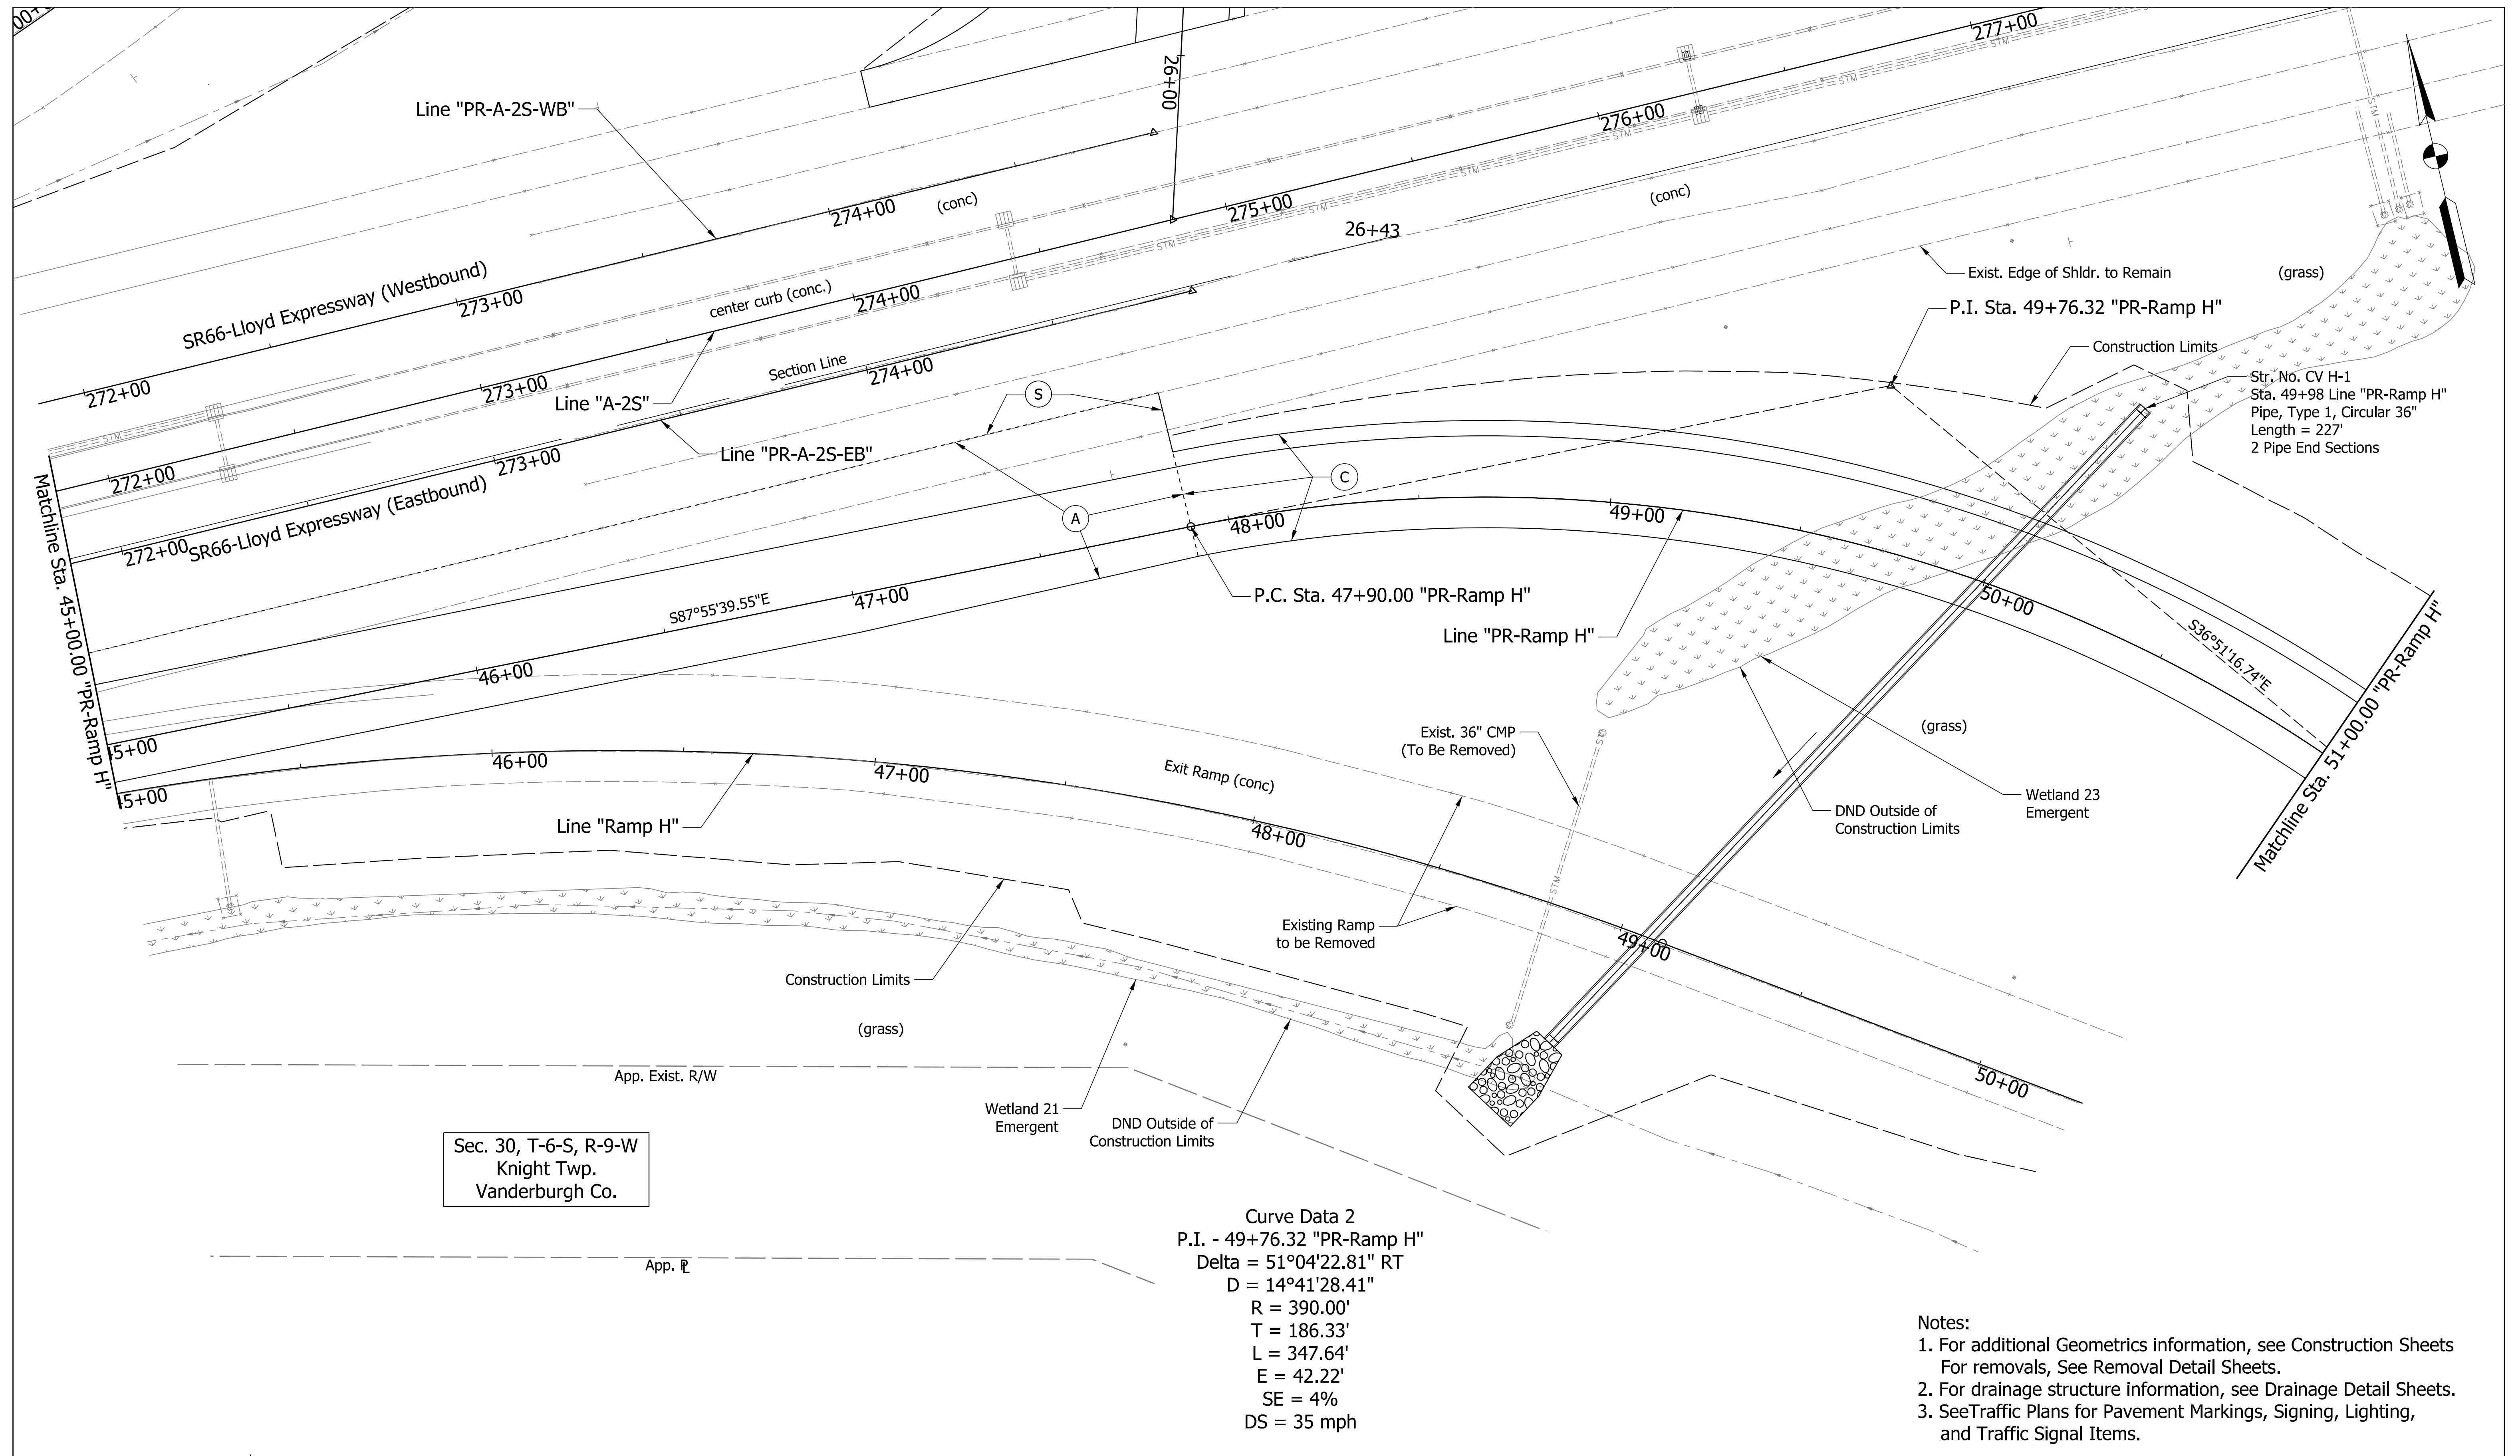 277+00
STM
26+00
Line "PR-A-2S-WB"
276+00
STM
STM
STM
274+00
(conc)
275+00
STM
(conc)
26+43
STM
SR66-Lloyd Expressway (Westbound)
273+00
center curb (conc.)
274+00
Exist. Edge of Shldr. to Remain
(grass)
P.I. Sta. 49+76.32 "PR-Ramp H"
Construction Limits
272+00
273+00
Section Line
274+00
Line "A-2S"
S
Str. No. CV H-1
Sta. 49+98 Line "PR-Ramp H"
Pipe, Type 1, Circular 36"
Length = 227'
2 Pipe End Sections
STM
272+00
273+00
Line "PR-A-2S-EB"
C
A
272+00
SR66-Lloyd Expressway (Eastbound)
48+00
49+00
Matchline Sta. 45+00.00 "PR-Ramp H"
S87°55'39.55"E
47+00
P.C. Sta. 47+90.00 "PR-Ramp H"
50+00
Line "PR-Ramp H"
S36°51'16.74"E
Matchline Sta. 51+00.00 "PR-Ramp H"
46+00
5+00
Exist. 36" CMP
(To Be Removed)
(grass)
46+00
47+00
Exit Ramp (conc)
5+00
Line "Ramp H"
48+00
Wetland 23
Emergent
DND Outside of
Construction Limits
STM
Existing Ramp
to be Removed
49+00
Construction Limits
(grass)
App. Exist. R/W
50+00
Wetland 21
Emergent
DND Outside of
Construction Limits
Sec. 30, T-6-S, R-9-W
Knight Twp.
Vanderburgh Co.
App. PL
Curve Data 2
P.I. - 49+76.32 "PR-Ramp H"
Delta = 51°04'22.81" RT
D = 14°41'28.41"
R = 390.00'
T = 186.33'
L = 347.64'
E = 42.22'
SE = 4%
DS = 35 mph
Notes:
1. For additional Geometrics information, see Construction Sheets
For removals, See Removal Detail Sheets.
2. For drainage structure information, see Drainage Detail Sheets.
3. SeeTraffic Plans for Pavement Markings, Signing, Lighting,
and Traffic Signal Items.